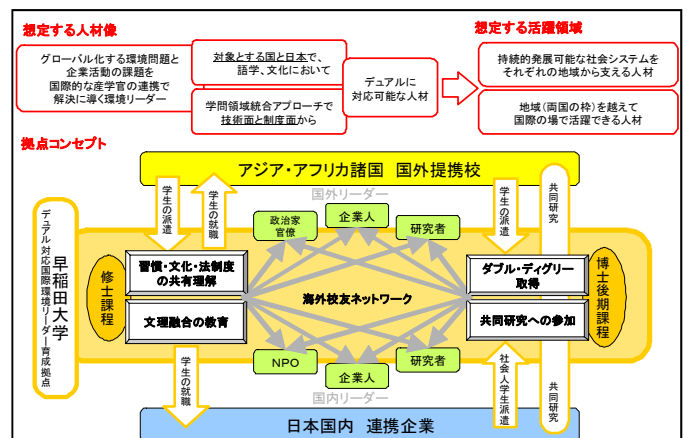 想定する人材像
グローバル化する環境問題と
企業活動の課題を
国際的な産学官の連携で
解決に導く環境リーダー
対象とする国と日本で、
語学、文化において
学問領域統合アプローチで
技術面と制度面から
デュアルに
対応可能な人材
想定する活躍領域
持続的発展可能な社会システムを
それぞれの地域から支える人材
地域（両国の枠）を越えて
国際の場で活躍できる人材
拠点コンセプト
アジア・アフリカ諸国 国外提携校
学生の派遣
学生の就職
国外リーダー
学生の派遣
共同研究
政治家
官僚
企業人
研究者
早稲田大学
デュアル対応国際環境リーダー育成拠点
修士課程
習慣・文化・法制度
の共有理解
文理融合の教育
海外校友ネットワーク
ダブル・ディグリー
取得
共同研究への参加
博士後期課程
NPO
企業人
研究者
国内リーダー
学生の就職
社会人学生派遣
共同研究
日本国内 連携企業